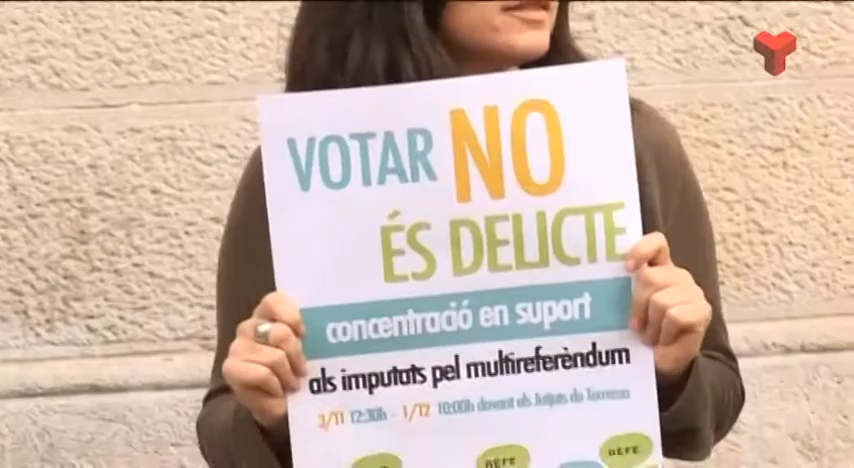 VOTAR NO
ÉS DELICTE
concentració en suport
als imputats pel multireferèndum
3/11 12:30h - 1/12 10:00h davant els Jutjats de Terrassa